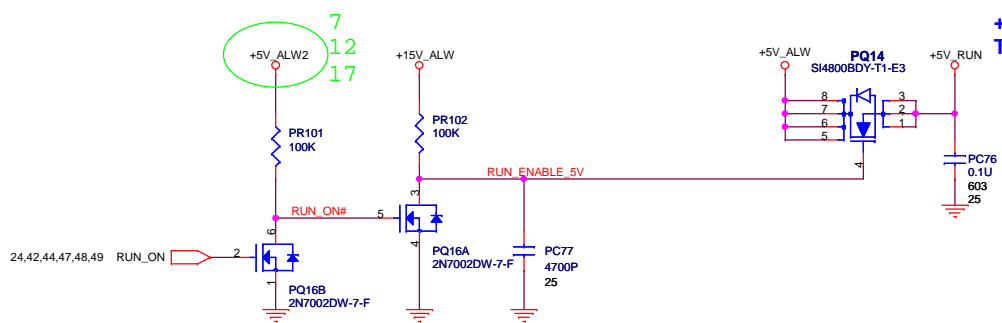 7
12
17
+5V_ALW2
+15V_ALW
+5V_ALW
PQ14
SI4800BDY-T1-E3
+5V_RUN
+
T
8
7
6
5
3
2
1
4
PR101
100K
PR102
100K
PC76
0.1U
603
25
RUN_ENABLE_5V
RUN_ON#
3
5
4
PQ16A
2N7002DW-7-F
PC77
4700P
25
24,42,44,47,48,49 RUN_ON
6
2
1
PQ16B
2N7002DW-7-F